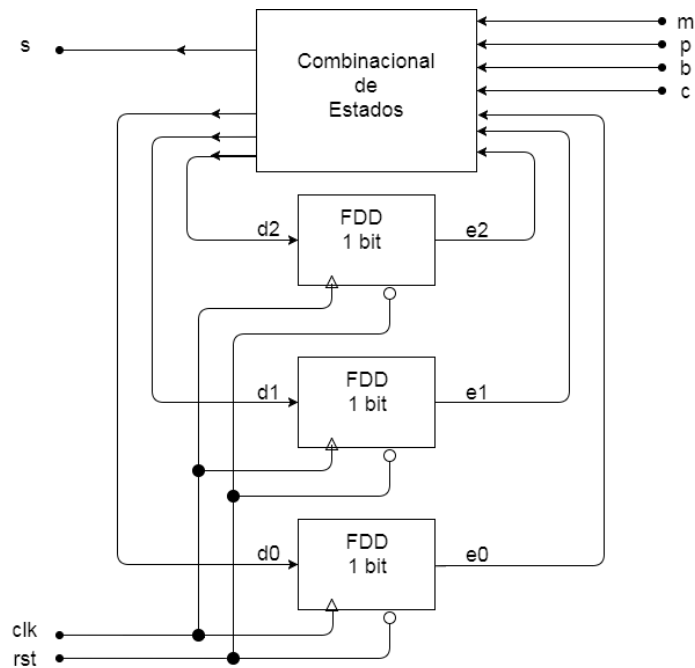 s
Combinacional
de
Estados
m
p
b
c
d2
FDD
1 bit
e2
d1
FDD
1 bit
e1
d0
FDD
1 bit
e0
clk
rst